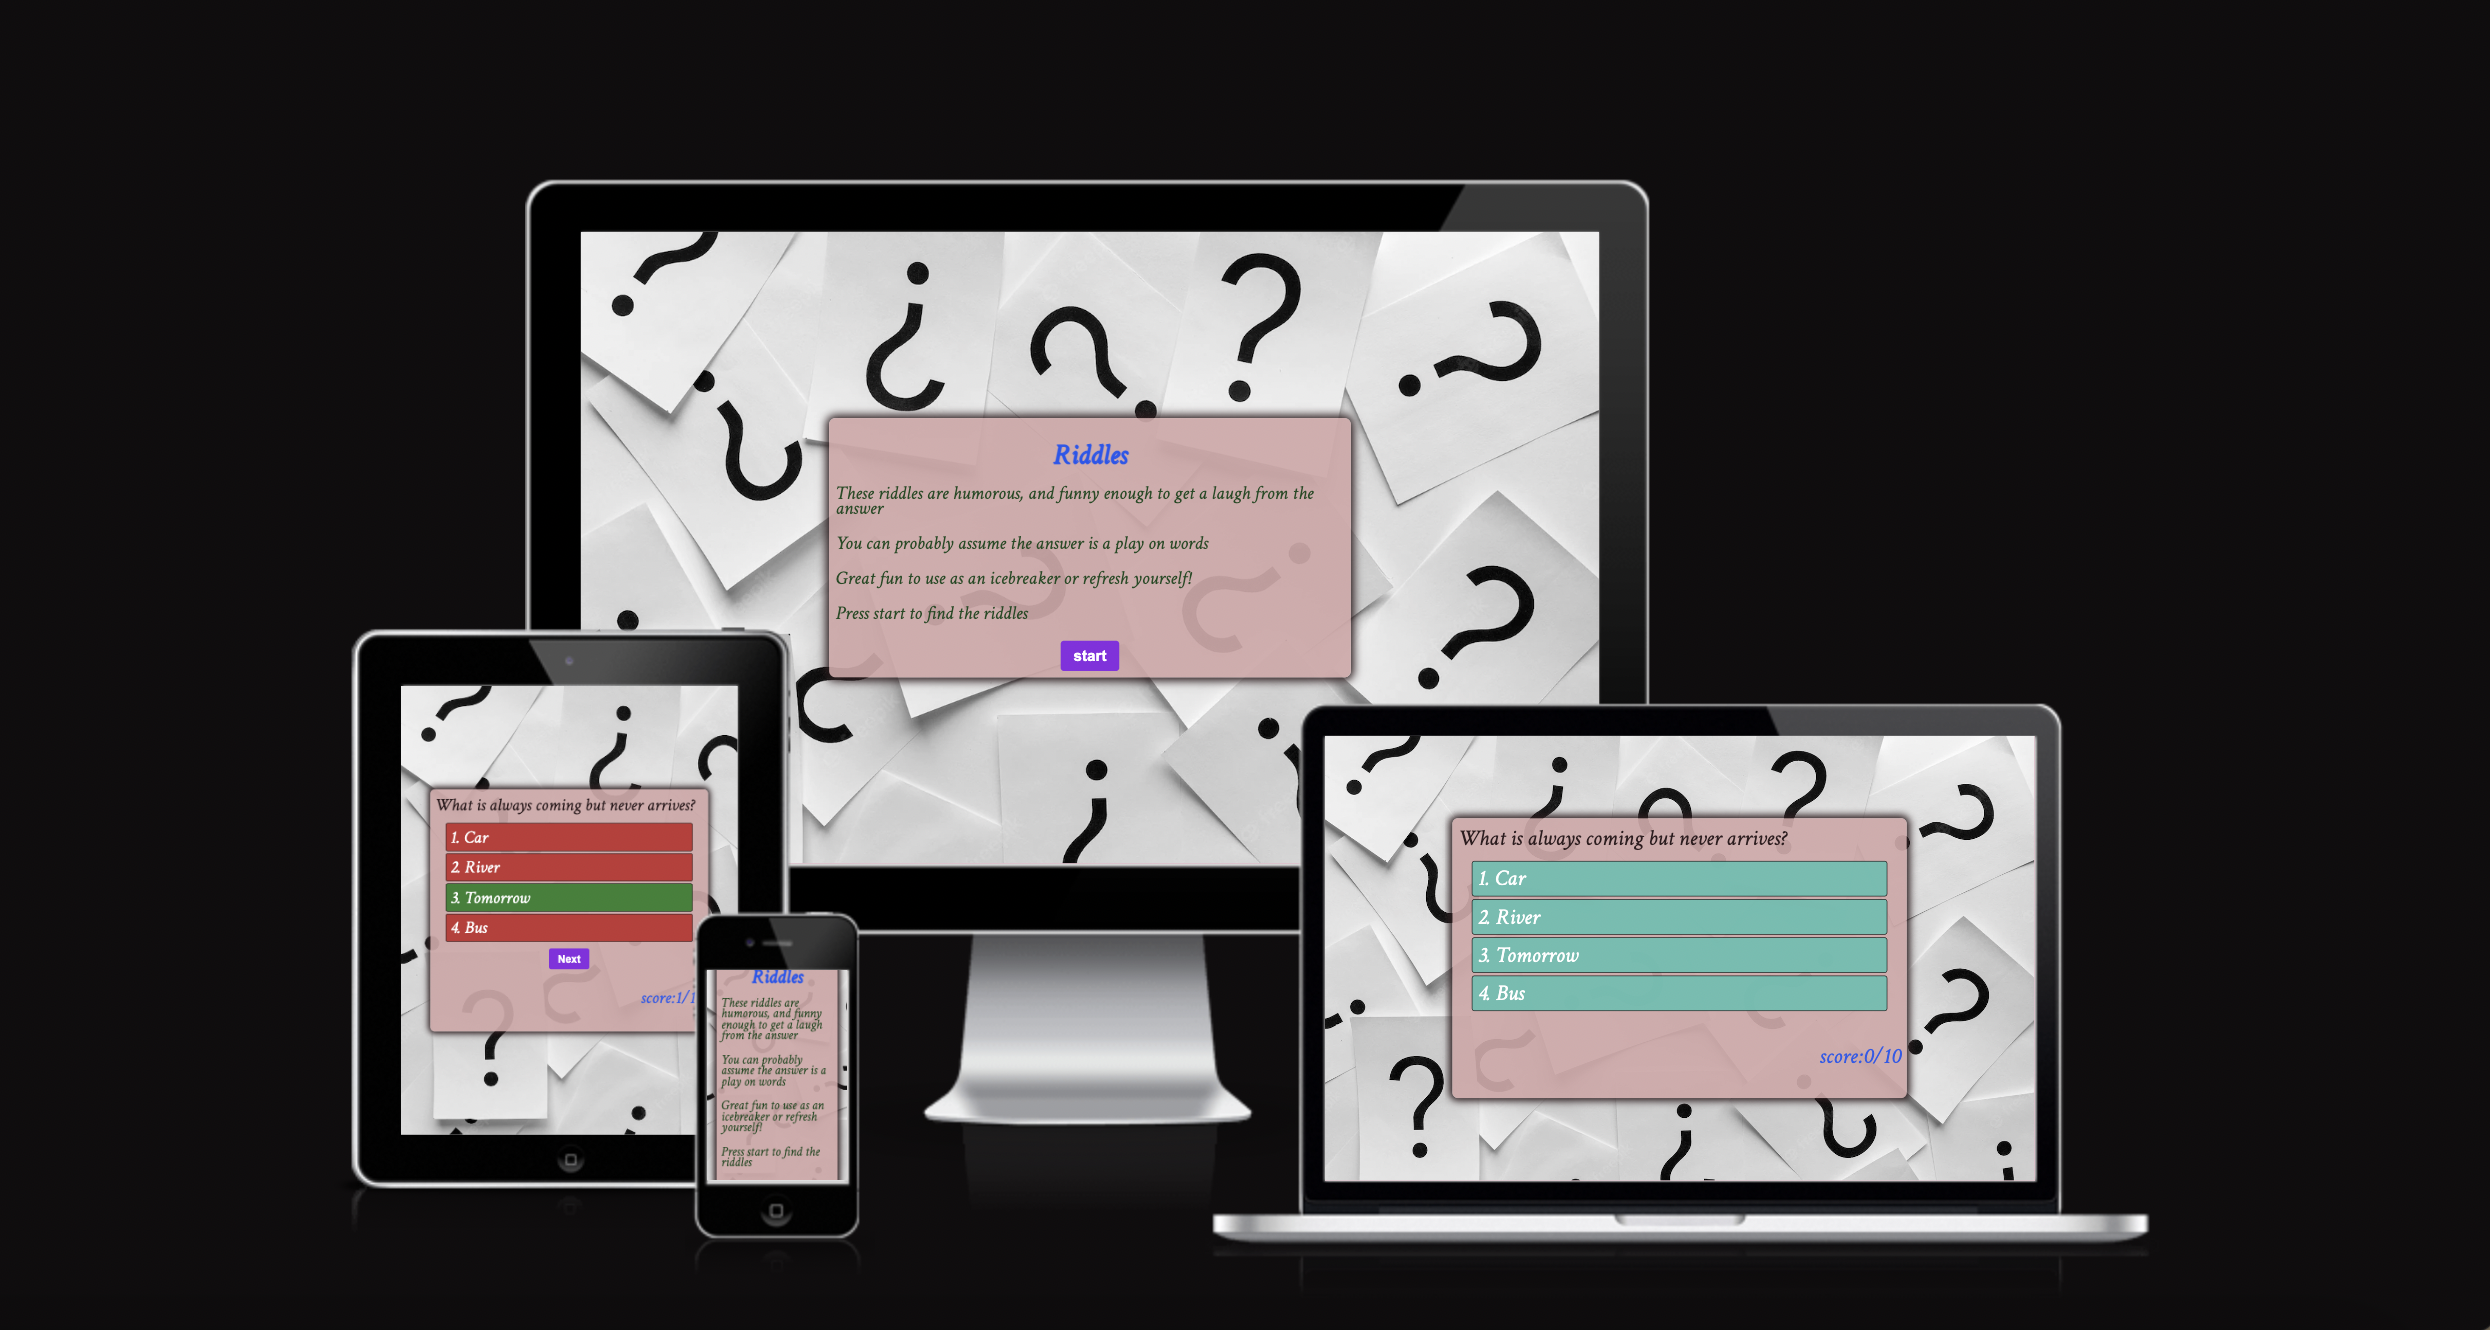 Riddles
These riddles are humorous, and funny enough to get a laugh from the
answer
You can probably assume the answer is a play on words
Great fun to use as an icebreaker or refresh yourself!
Press start to find the riddles
start
What is always coming but never arrives?
1. Car
2. River
3. Tomorrow
4. Bus
Next
score:1/1
Riddles
These riddles are
humorous, and funny
enough to get a laugh
from the answer
You can probably
assume the answer is a
play on words
Great fun to use as an
icebreaker or refresh
yourself!
Press start to find the
riddles
What is always coming but never arrives?
1. Car
2. River
3. Tomorrow
4. Bus
score:0/10